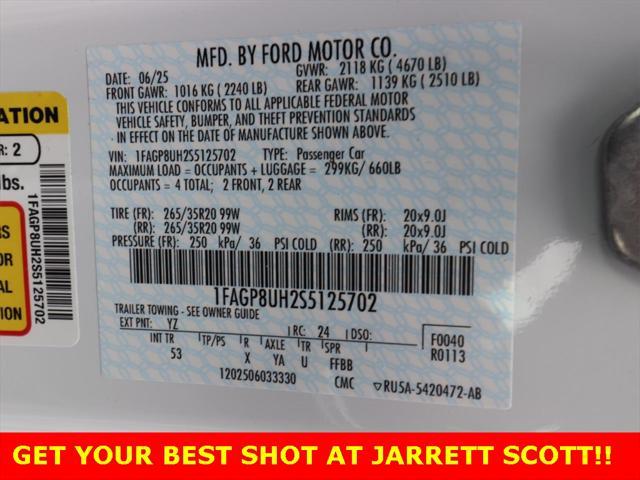 MFD. BY FORD MOTOR CO.
DATE: 06/25 GVWR: 2118 KG ( 4670 LB)
FRONT GAWR: 1016 KG ( 2240 LB) REAR GAWR: 1139 KG ( 2510 LB)
THIS VEHICLE CONFORMS TO ALL APPLICABLE FEDERAL MOTOR
VEHICLE SAFETY, BUMPER, AND THEFT PREVENTION STANDARDS
IN EFFECT ON THE DATE OF MANUFACTURE SHOWN ABOVE.
VIN: 1FAGP8UH2S5125702 TYPE: Passenger Car
MAXIMUM LOAD = OCCUPANTS + LUGGAGE = 299KG/ 660LB
OCCUPANTS = 4 TOTAL; 2 FRONT, 2 REAR
TIRE (FR): 265/35R20 99W RIMS (FR): 20x9.0J
(RR): 265/35R20 99W (RR): 20x9.0J
PRESSURE (FR): 250 kPa/ 36 PSI COLD (RR): 250 kPa/ 36 PSI COLD
1FAGP8UH2S5125702
TRAILER TOWING - SEE OWNER GUIDE
EXT PNT: YZ RC: 24 DSO: F0040
INT TR TP/PS R AXLE TR SPR R0113
53 X YA U FFBB
1202506033330 CMC RU5A-5420472-AB
ATION
R: 2
lbs.
1FAGP8UH2S5125702
RS
OR
AL
TION
GET YOUR BEST SHOT AT JARRETT SCOTT!!